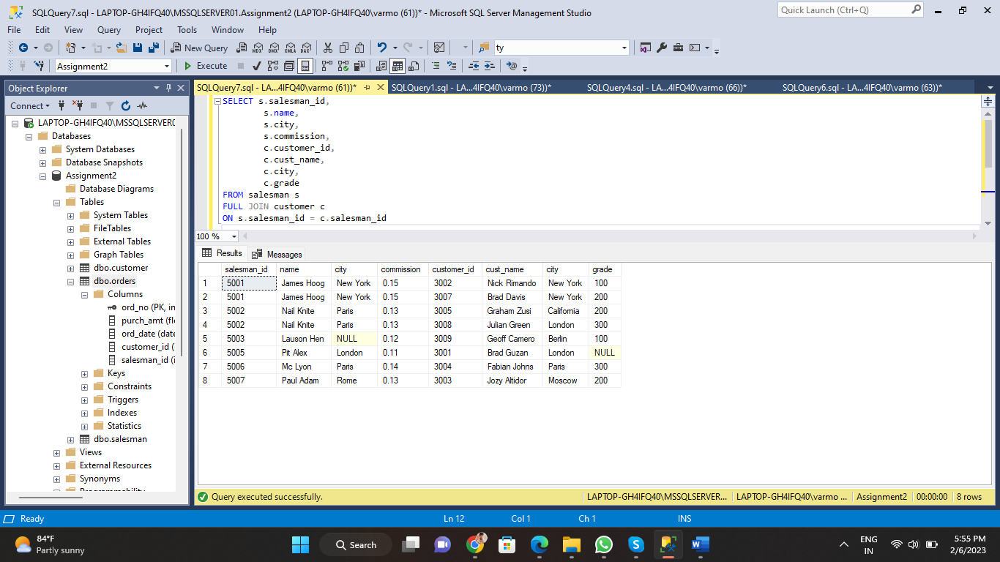 SQLQuery7.sql - LAPTOP-GH4IFQ40\MSSQLSERVER01.Assignment2 (LAPTOP-GH4IFQ40\varmo (61))* - Microsoft SQL Server Management Studio
Quick Launch (Ctrl+Q)
File Edit View Query Project Tools Window Help
New Query MDX DMX XMLA DAX ty
Assignment2 Execute
Object Explorer
SQLQuery7.sql - LA...4IFQ40\varmo (61))* SQLQuery1.sql - LA...4IFQ40\varmo (73))* SQLQuery4.sql - LA...4IFQ40\varmo (66))* SQLQuery6.sql - LA...4IFQ40\varmo (63))*
Connect
LAPTOP-GH4IFQ40\MSSQLSERVER0
Databases
System Databases
Database Snapshots
Assignment2
Database Diagrams
Tables
System Tables
FileTables
External Tables
Graph Tables
dbo.customer
dbo.orders
Columns
ord_no (PK, in
purch_amt (flo
ord_date (date
customer_id (
salesman_id (i
Keys
Constraints
Triggers
Indexes
Statistics
dbo.salesman
Views
External Resources
Synonyms
Programmability
SELECT s.salesman_id,
s.name,
s.city,
s.commission,
c.customer_id,
c.cust_name,
c.city,
c.grade
FROM salesman s
FULL JOIN customer c
ON s.salesman_id = c.salesman_id
100 %
Results Messages
salesman_id name city commission customer_id cust_name city grade
1 5001 James Hoog New York 0.15 3002 Nick Rimando New York 100
2 5001 James Hoog New York 0.15 3007 Brad Davis New York 200
3 5002 Nail Knite Paris 0.13 3005 Graham Zusi California 200
4 5002 Nail Knite Paris 0.13 3008 Julian Green London 300
5 5003 Lauson Hen NULL 0.12 3009 Geoff Camero Berlin 100
6 5005 Pit Alex London 0.11 3001 Brad Guzan London NULL
7 5006 Mc Lyon Paris 0.14 3004 Fabian Johns Paris 300
8 5007 Paul Adam Rome 0.13 3003 Jozy Altidor Moscow 200
Query executed successfully. LAPTOP-GH4IFQ40\MSSQLSERVER... LAPTOP-GH4IFQ40\varmo ... Assignment2 00:00:00 8 rows
Ready Ln 12 Col 1 Ch 1 INS
84°F
Partly sunny
Search
ENG
IN
5:55 PM
2/6/2023